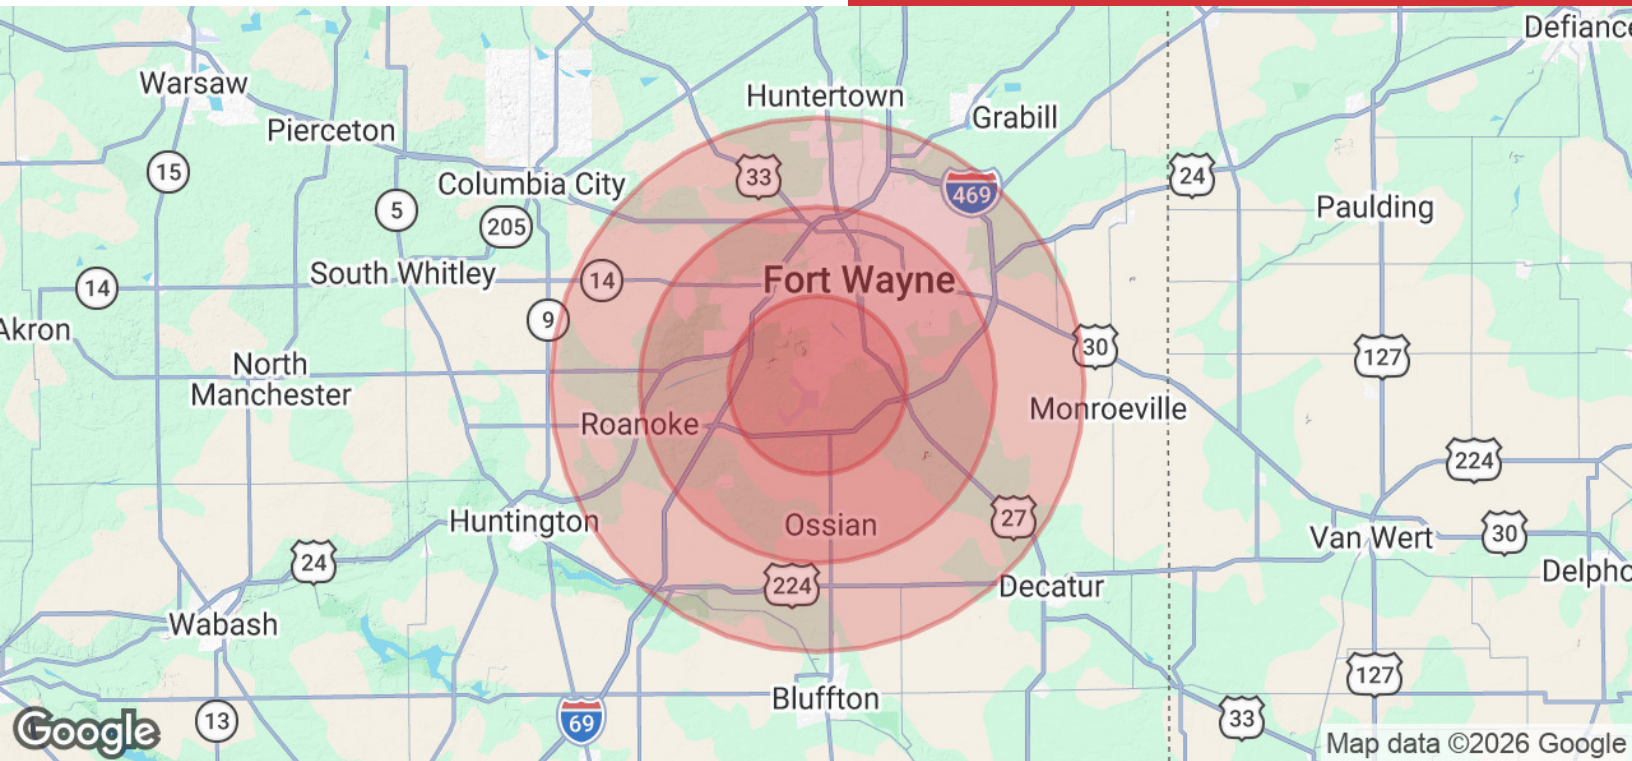 Defiance
Warsaw
Huntertown
Grabill
Pierceton
15
33
24
Columbia City
469
5
Paulding
205
South Whitley
14
Fort Wayne
14
9
Akron
30
127
North
Manchester
Monroeville
Roanoke
224
Huntington
Ossian
27
30
Van Wert
24
Delpho
224
Decatur
Wabash
127
Bluffton
13
69
33
Google
Map data ©2026 Google